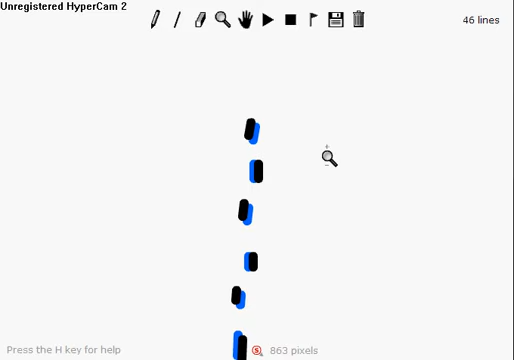 Unregistered HyperCam 2
46 lines
Press the H key for help
863 pixels